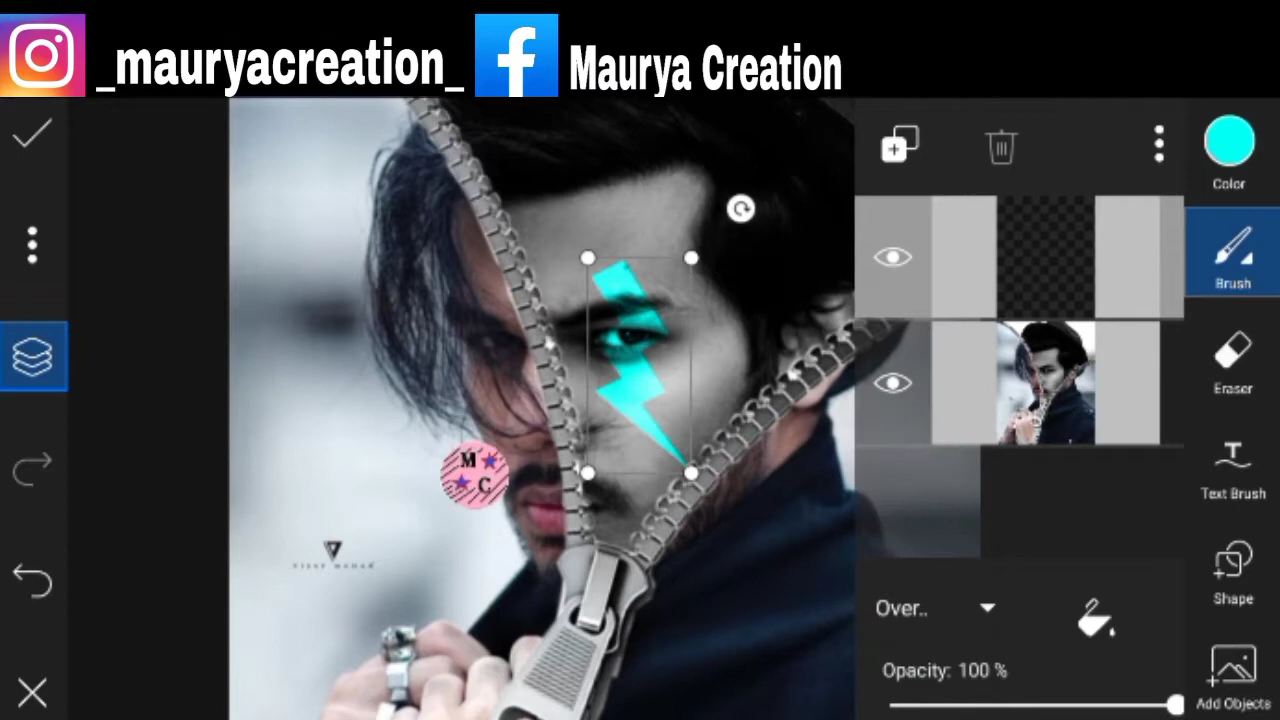 _mauryacreation_
Maurya Creation
Color
Brush
Eraser
Text Brush
Shape
Add Objects
Over..
Opacity: 100 %
M
C